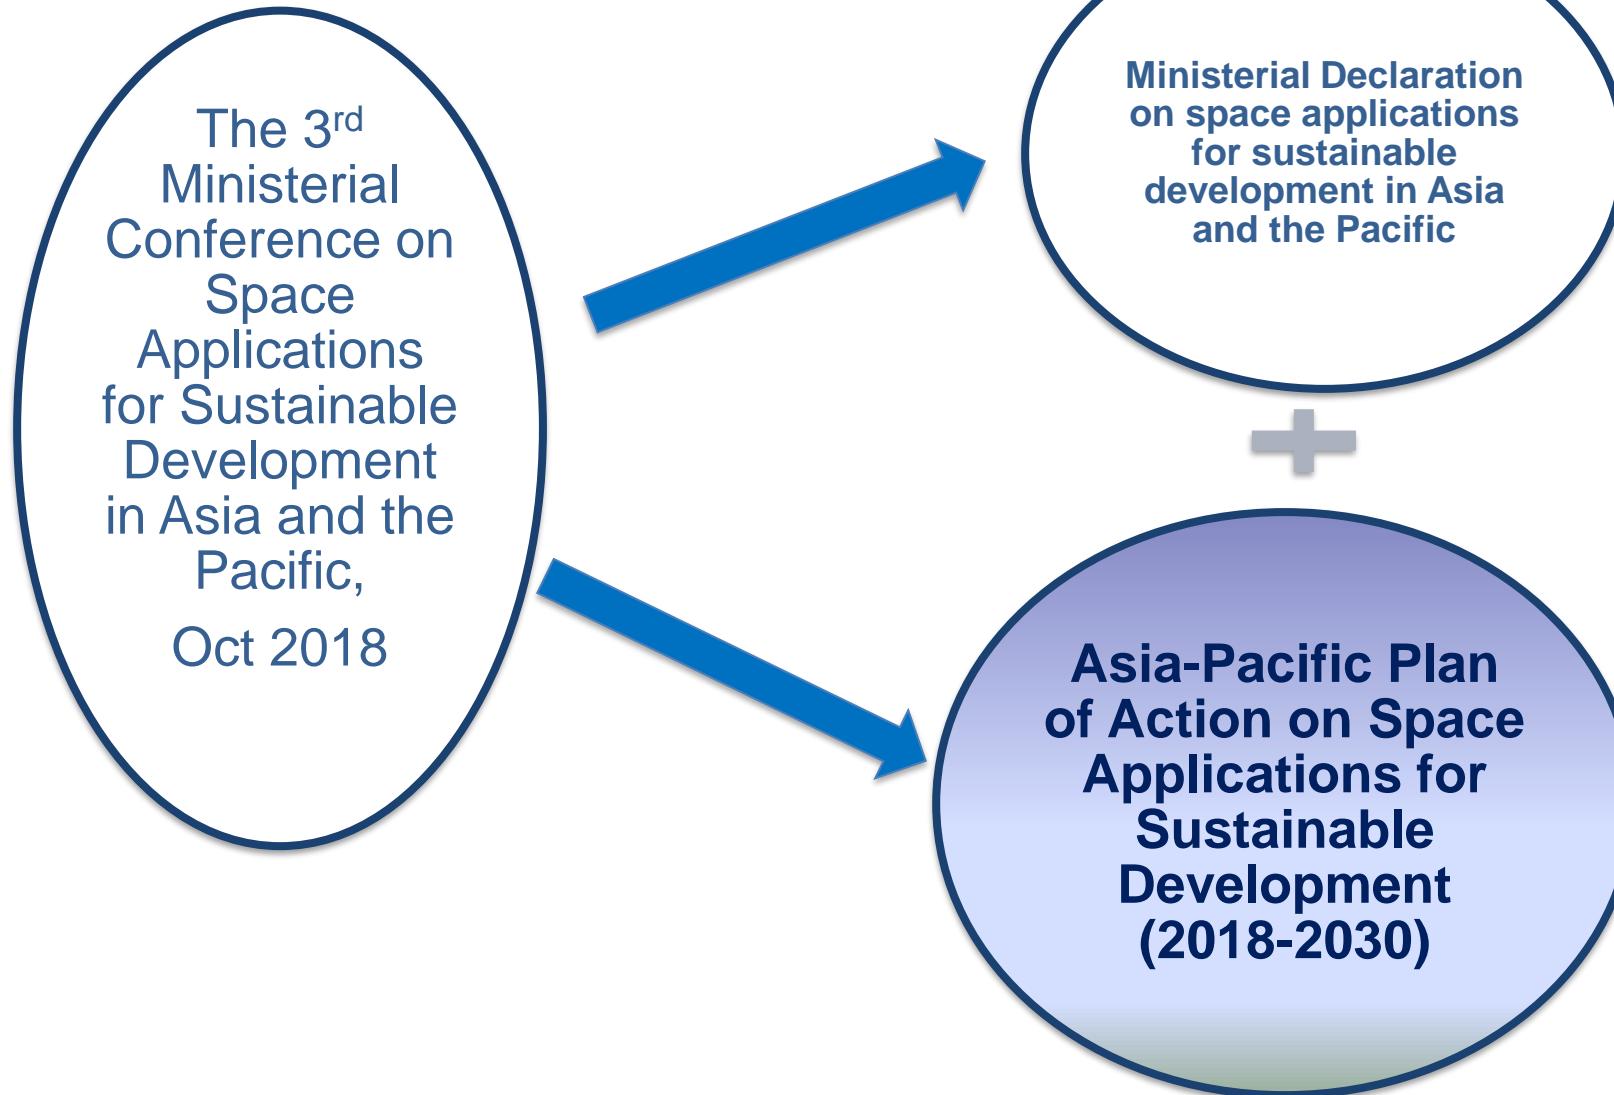 The 3rd
Ministerial
Conference on
Space
Applications
for Sustainable
Development
in Asia and the
Pacific,
Oct 2018
Ministerial Declaration
on space applications
for sustainable
development in Asia
and the Pacific
Asia-Pacific Plan
of Action on Space
Applications for
Sustainable
Development
(2018-2030)